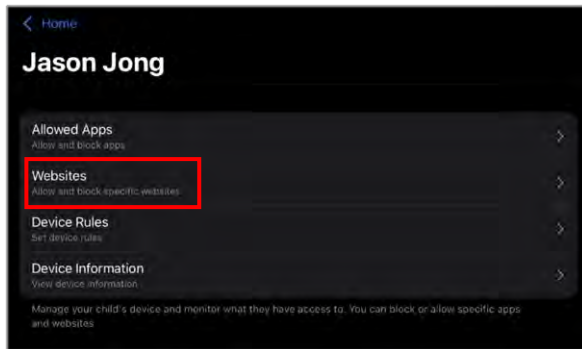 Home
Jason Jong
Allowed Apps
Allow and block apps
Websites
Allow and block specific websites
Device Rules
Set device rules
Device Information
View device information
Manage your child's device and monitor what they have access to. You can block or allow specific apps
and websites